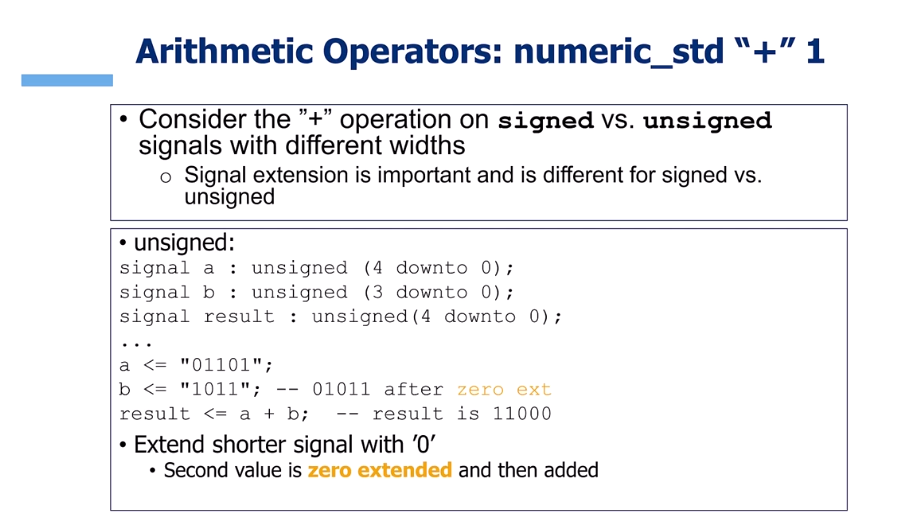 Arithmetic Operators: numeric_std “+” 1
• Consider the ”+” operation on signed vs. unsigned
signals with different widths
o Signal extension is important and is different for signed vs.
unsigned
• unsigned:
signal a : unsigned (4 downto 0);
signal b : unsigned (3 downto 0);
signal result : unsigned(4 downto 0);
...
a <= "01101";
b <= "1011"; -- 01011 after zero ext
result <= a + b;  -- result is 11000
• Extend shorter signal with ’0’
• Second value is zero extended and then added